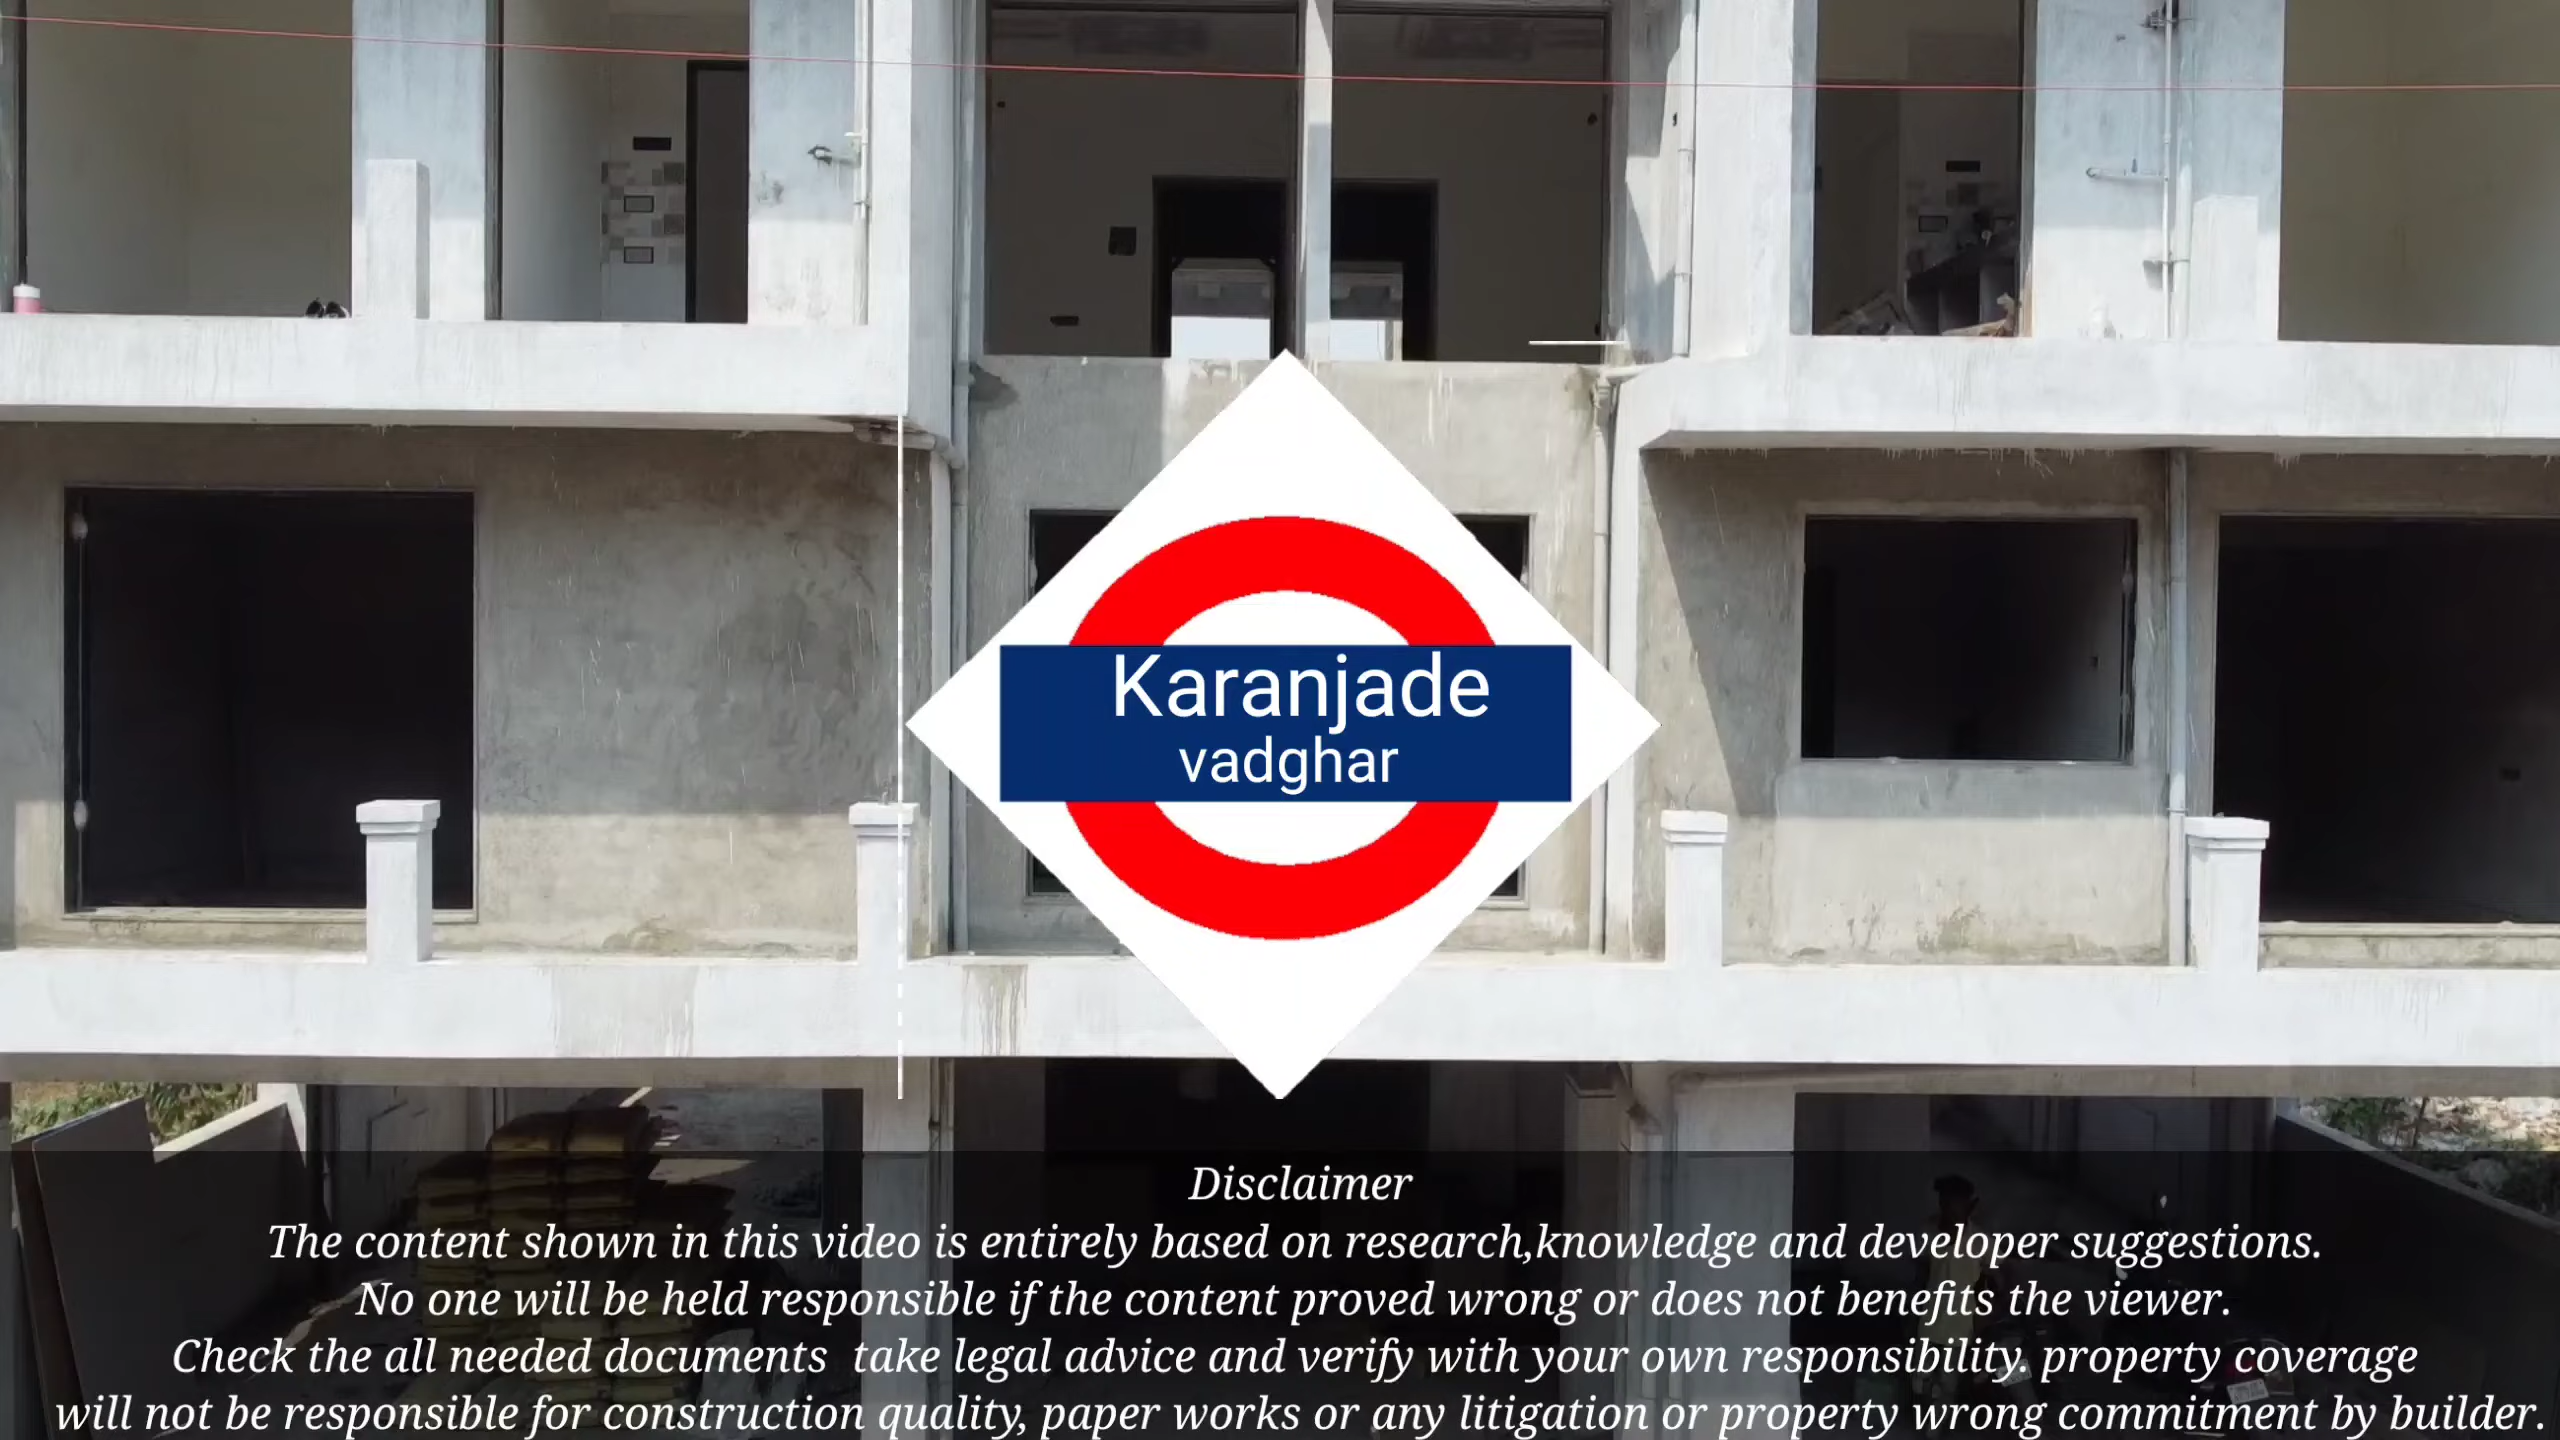 Karanjade
vadghar
Disclaimer
The content shown in this video is entirely based on research,knowledge and developer suggestions.
No one will be held responsible if the content proved wrong or does not benefits the viewer.
Check the all needed documents  take legal advice and verify with your own responsibility. property coverage
will not be responsible for construction quality, paper works or any litigation or property wrong commitment by builder.